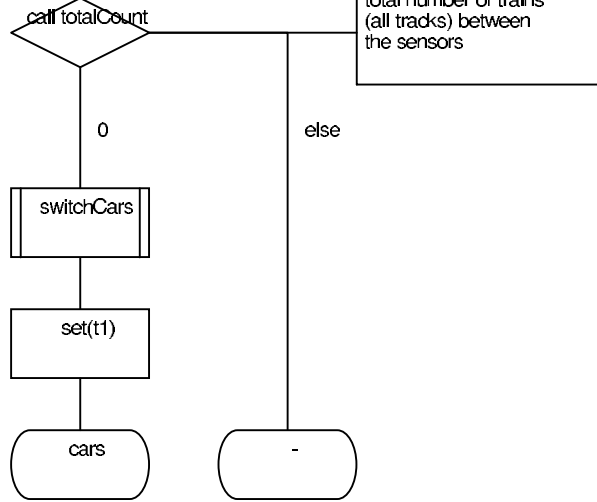 call totalCount
total number of trains
(all tracks) between
the sensors
0
else
switchCars
set(t1)
cars
-